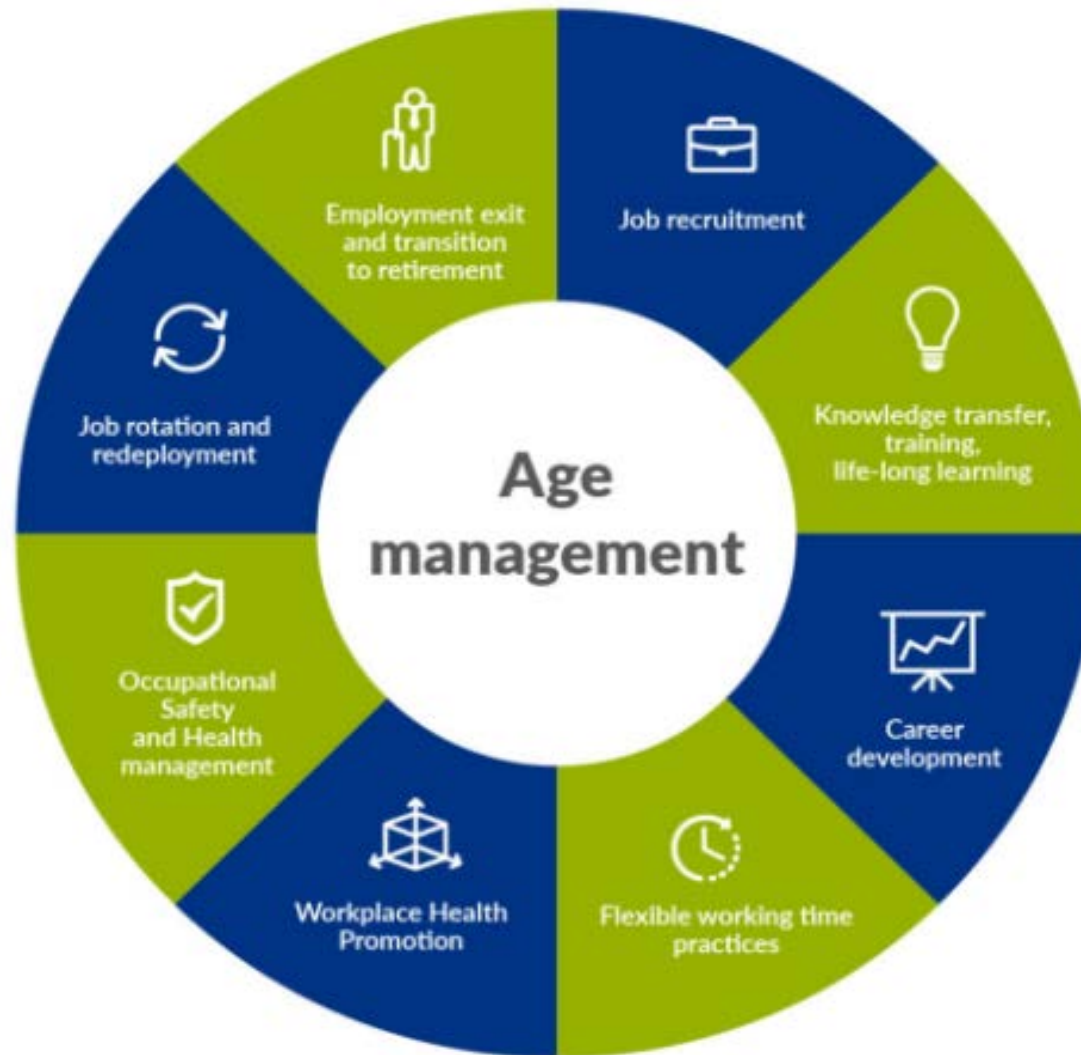 Age
management
Job recruitment
Knowledge transfer,
training,
life-long learning
Career
development
Flexible working time
practices
Workplace Health
Promotion
Occupational
Safety
and Health
management
Job rotation and
redeployment
Employment exit
and transition
to retirement